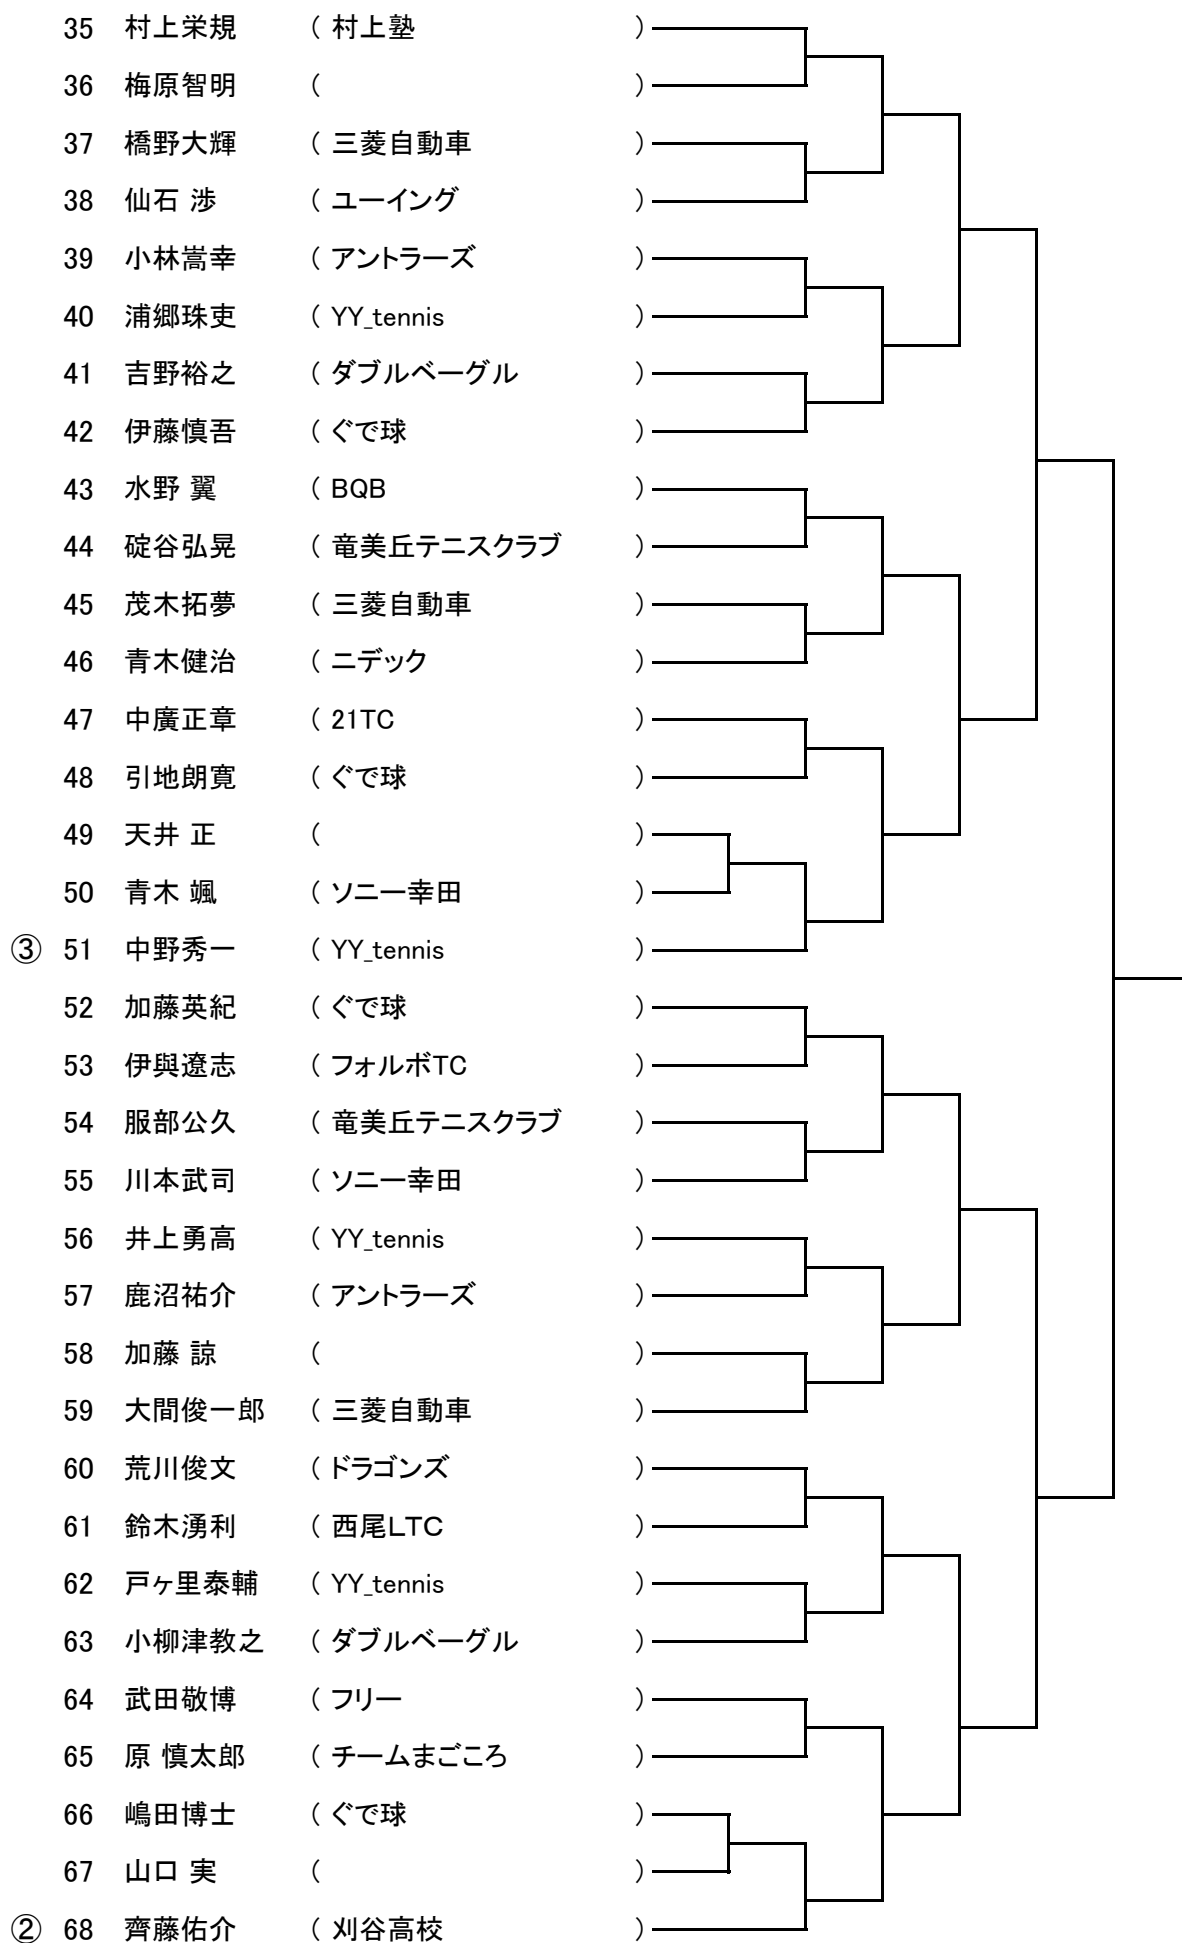 35 村上栄規 ( 村上塾 )
36 梅原智明 ( )
37 橋野大輝 ( 三菱自動車 )
38 仙石 渉 ( ユーイング )
39 小林嵩幸 ( アントラーズ )
40 浦郷珠吏 ( YY_tennis )
41 吉野裕之 ( ダブルベーグル )
42 伊藤慎吾 ( ぐで球 )
43 水野 翼 ( BQB )
44 碇谷弘晃 ( 竜美丘テニスクラブ )
45 茂木拓夢 ( 三菱自動車 )
46 青木健治 ( ニデック )
47 中廣正章 ( 21TC )
48 引地朗寛 ( ぐで球 )
49 天井 正 ( )
50 青木 颯 ( ソニー幸田 )
③ 51 中野秀一 ( YY_tennis )
52 加藤英紀 ( ぐで球 )
53 伊與遼志 ( フォルボTC )
54 服部公久 ( 竜美丘テニスクラブ )
55 川本武司 ( ソニー幸田 )
56 井上勇高 ( YY_tennis )
57 鹿沼祐介 ( アントラーズ )
58 加藤 諒 ( )
59 大間俊一郎 ( 三菱自動車 )
60 荒川俊文 ( ドラゴンズ )
61 鈴木湧利 ( 西尾LTC )
62 戸ヶ里泰輔 ( YY_tennis )
63 小柳津教之 ( ダブルベーグル )
64 武田敬博 ( フリー )
65 原 慎太郎 ( チームまごころ )
66 嶋田博士 ( ぐで球 )
67 山口 実 ( )
② 68 齊藤佑介 ( 刈谷高校 )